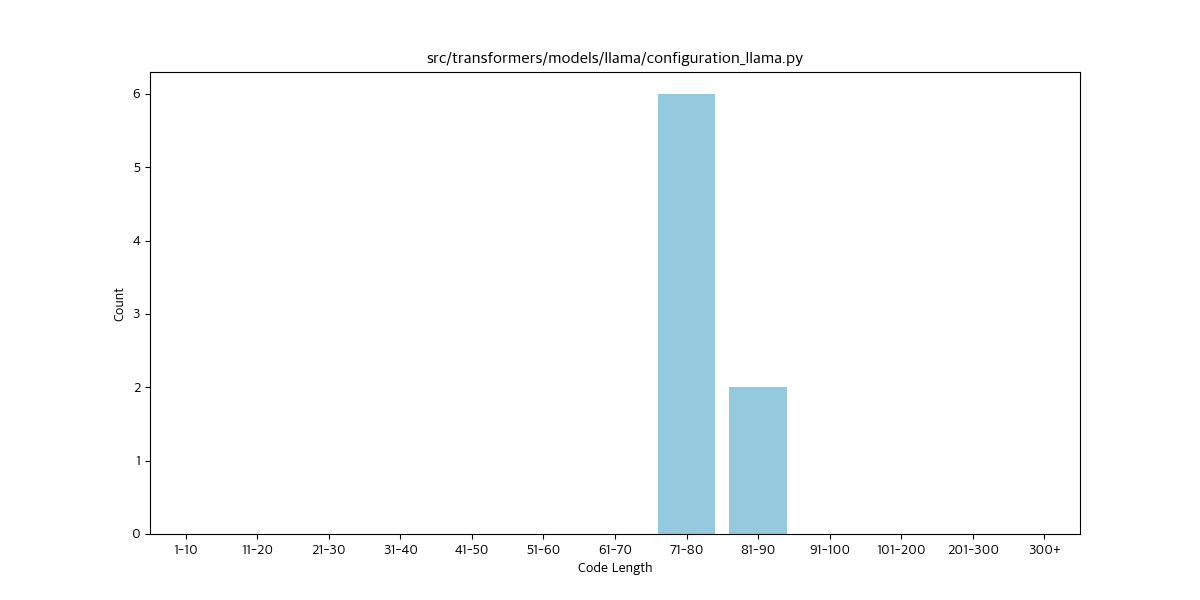 src/transformers/models/llama/configuration_llama.py
6
5
4
3
2
1
0
Count
1-10 11-20 21-30 31-40 41-50 51-60 61-70 71-80 81-90 91-100 101-200 201-300 300+
Code Length